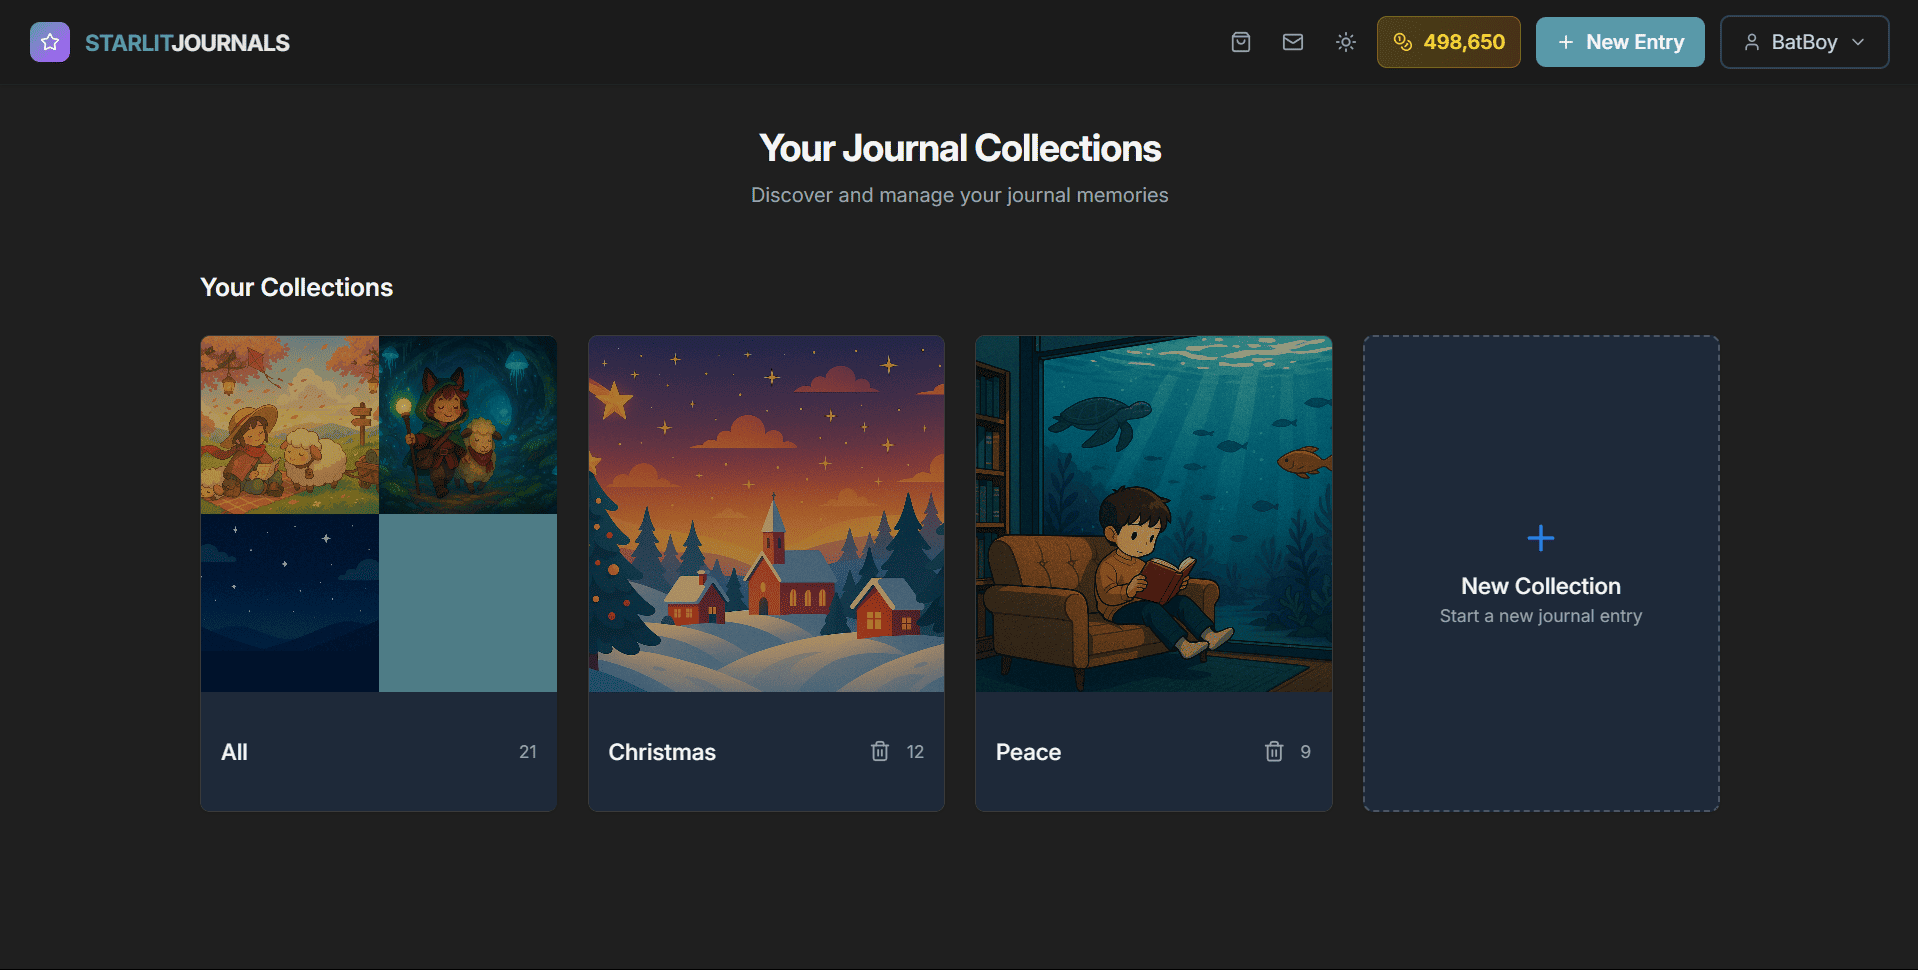 STARLITJOURNALS
498,650
+ New Entry
BatBoy
Your Journal Collections
Discover and manage your journal memories
Your Collections
All
21
Christmas
12
Peace
9
New Collection
Start a new journal entry